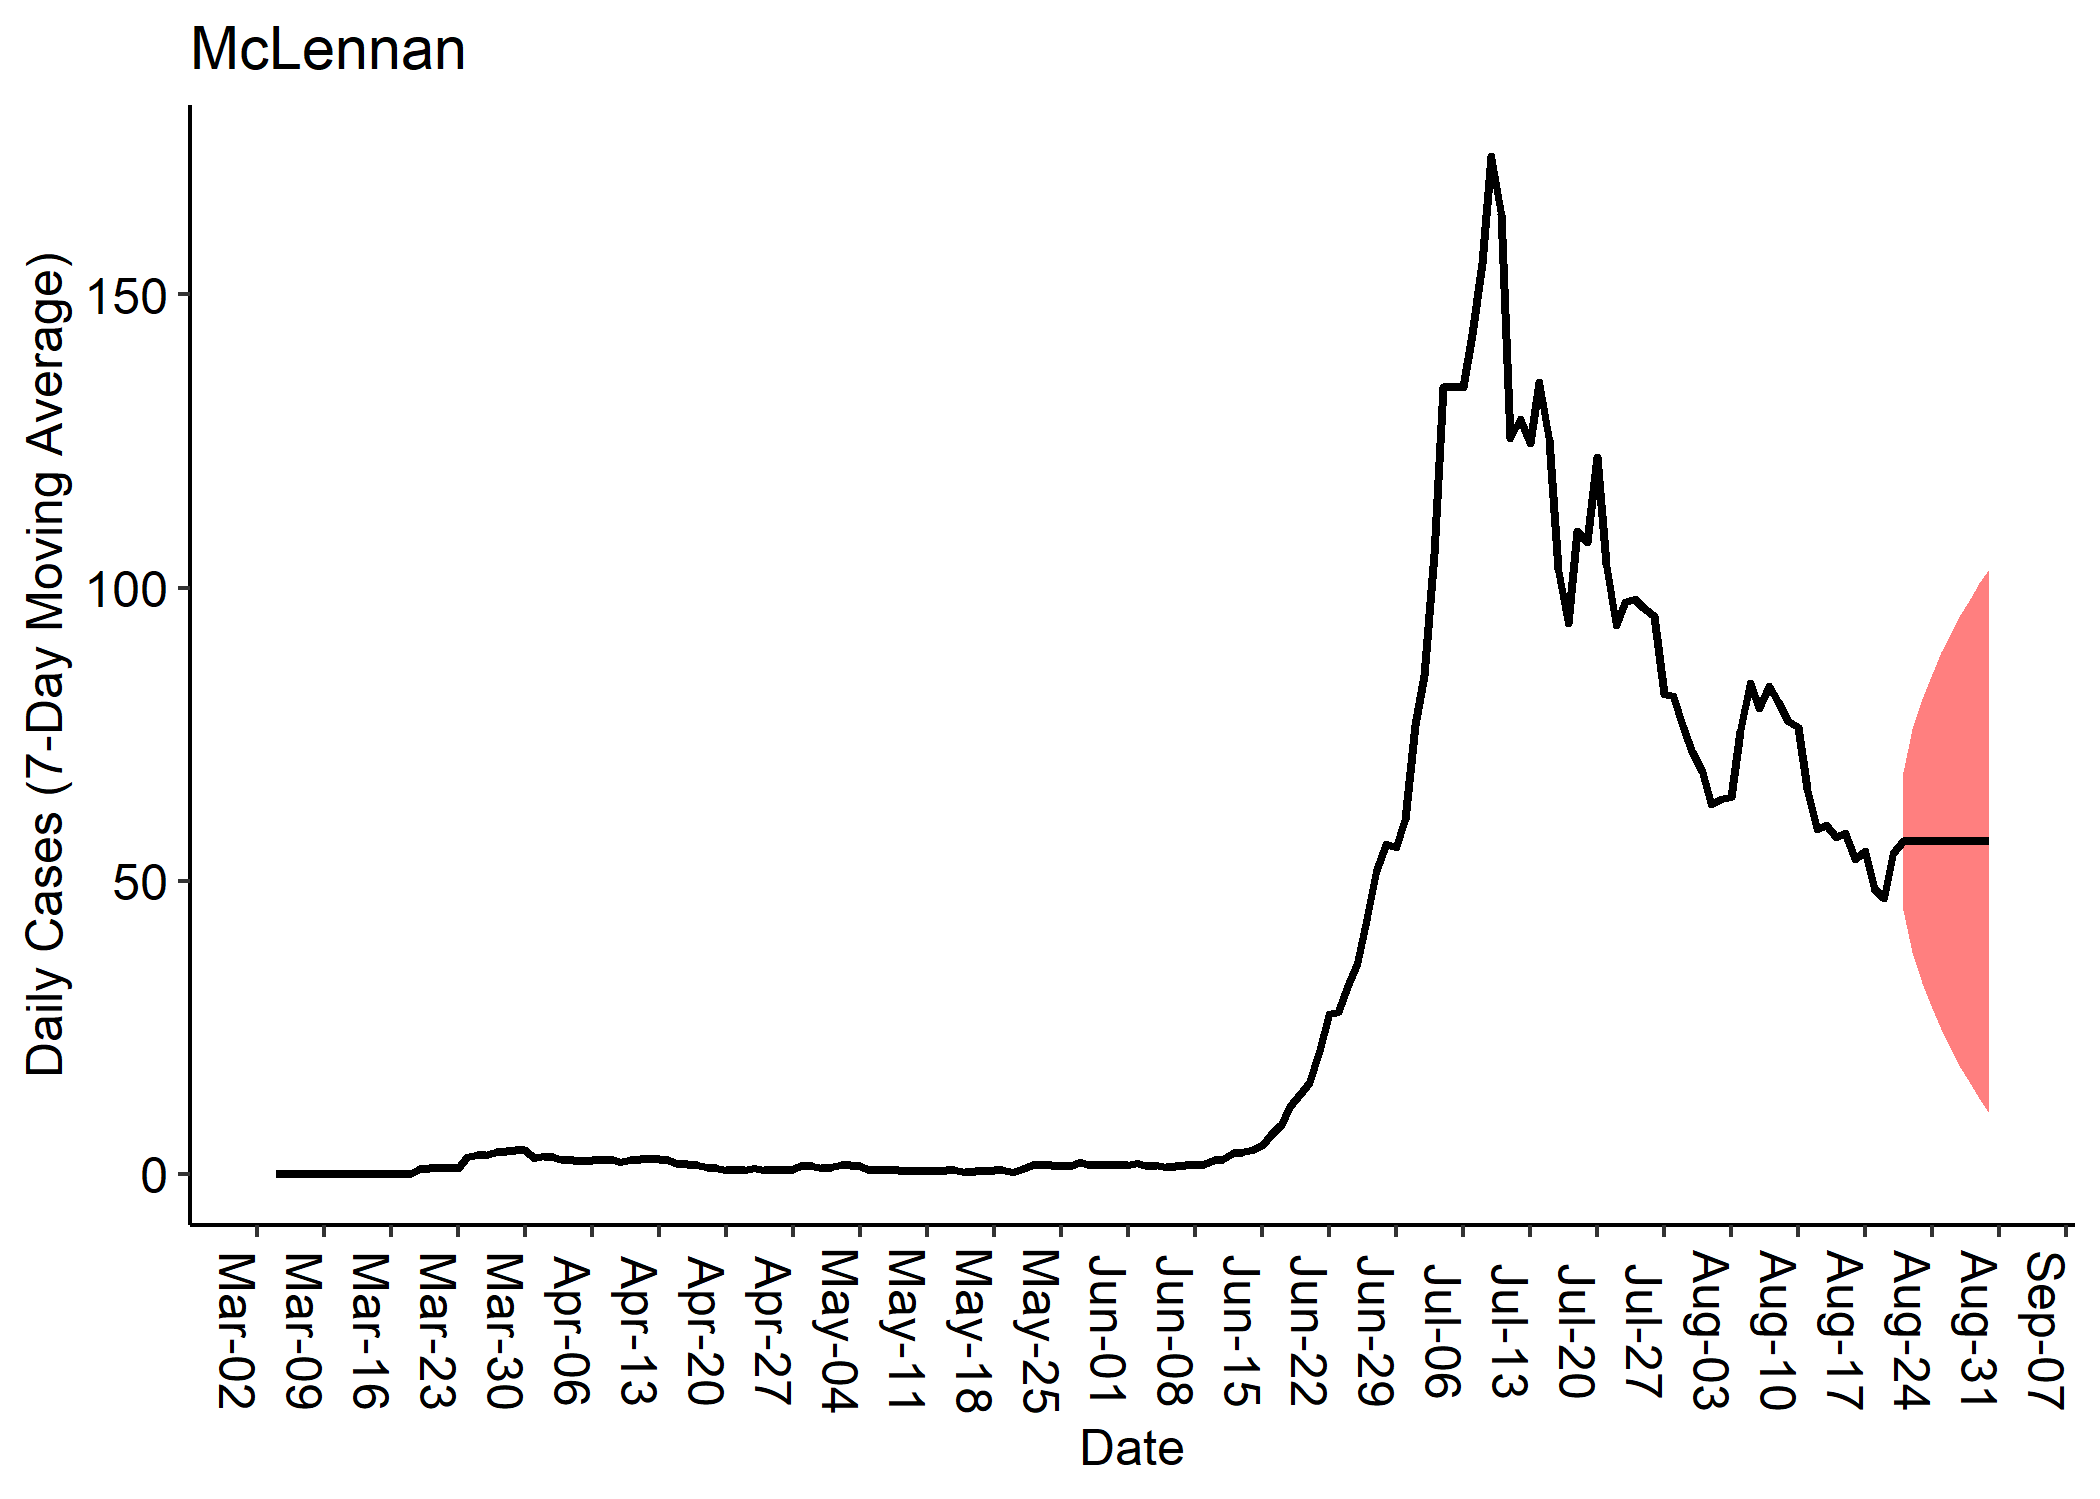 McLennan
Daily Cases (7-Day Moving Average)
150
100
50
0
Mar-02
Mar-09
Mar-16
Mar-23
Mar-30
Apr-06
Apr-13
Apr-20
Apr-27
May-04
May-11
May-18
May-25
Jun-01
Jun-08
Jun-15
Jun-22
Jun-29
Jul-06
Jul-13
Jul-20
Jul-27
Aug-03
Aug-10
Aug-17
Aug-24
Aug-31
Sep-07
Date